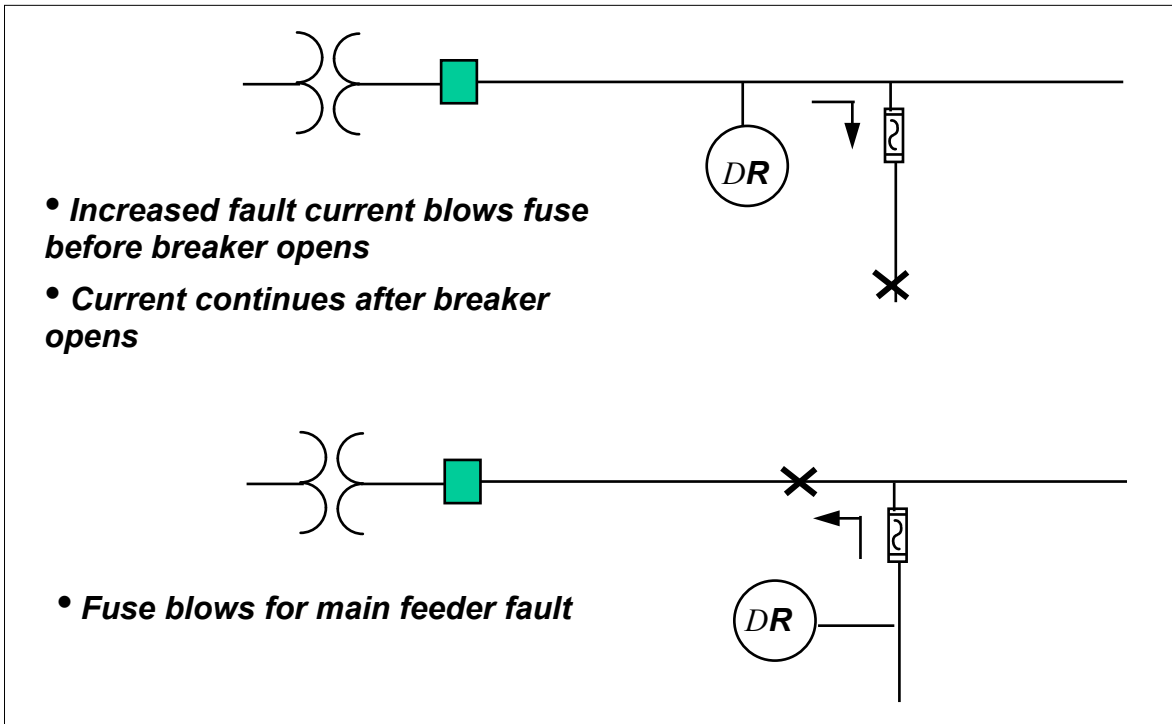 DR
• Increased fault current blows fuse
before breaker opens
• Current continues after breaker
opens
• Fuse blows for main feeder fault
DR